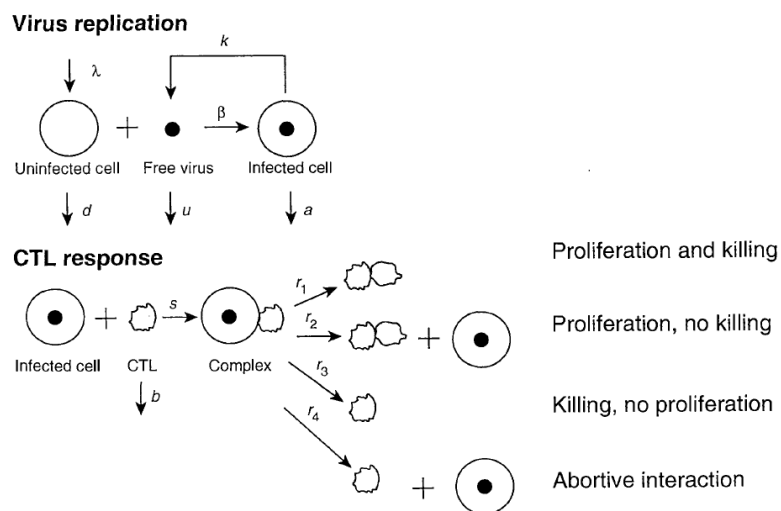 Virus replication
k
λ
β
Uninfected cell Free virus Infected cell
d u a
CTL response
Proliferation and killing
r1
s
r2
Proliferation, no killing
Infected cell CTL Complex
r3
b
Killing, no proliferation
r4
Abortive interaction